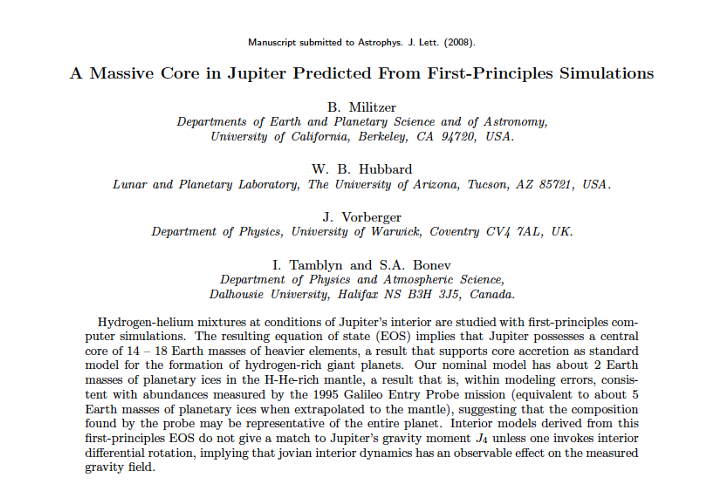 Manuscript submitted to Astrophys. J. Lett. (2008).
A Massive Core in Jupiter Predicted From First-Principles Simulations
B. Militzer
Departments of Earth and Planetary Science and of Astronomy,
University of California, Berkeley, CA 94720, USA.
W. B. Hubbard
Lunar and Planetary Laboratory, The University of Arizona, Tucson, AZ 85721, USA.
J. Vorberger
Department of Physics, University of Warwick, Coventry CV4 7AL, UK.
I. Tamblyn and S.A. Bonev
Department of Physics and Atmospheric Science,
Dalhousie University, Halifax NS B3H 3J5, Canada.
Hydrogen-helium mixtures at conditions of Jupiter's interior are studied with first-principles com-
puter simulations. The resulting equation of state (EOS) implies that Jupiter possesses a central
core of 14 – 18 Earth masses of heavier elements, a result that supports core accretion as standard
model for the formation of hydrogen-rich giant planets. Our nominal model has about 2 Earth
masses of planetary ices in the H-He-rich mantle, a result that is, within modeling errors, consis-
tent with abundances measured by the 1995 Galileo Entry Probe mission (equivalent to about 5
Earth masses of planetary ices when extrapolated to the mantle), suggesting that the composition
found by the probe may be representative of the entire planet. Interior models derived from this
first-principles EOS do not give a match to Jupiter's gravity moment J4 unless one invokes interior
differential rotation, implying that jovian interior dynamics has an observable effect on the measured
gravity field.